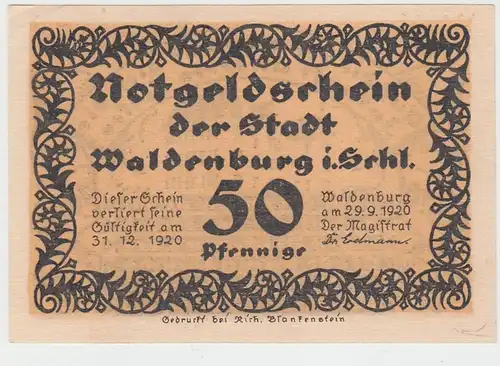 Notgeldschein
der Stadt
Waldenburg i. Schl.
Dieser Schein
verliert seine
Gültigkeit am
31. 12. 1920
50
Pfennige
Waldenburg
am 29. 9. 1920
Der Magistrat
Gedruckt bei Rich. Blankenstein